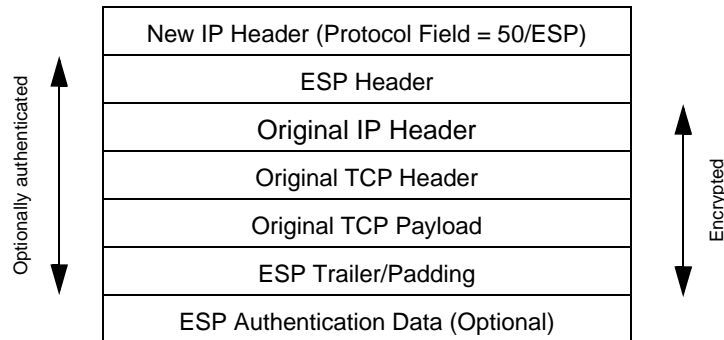 New IP Header (Protocol Field = 50/ESP)
ESP Header
Original IP Header
Original TCP Header
Original TCP Payload
ESP Trailer/Padding
ESP Authentication Data (Optional)
Optionally authenticated
Encrypted